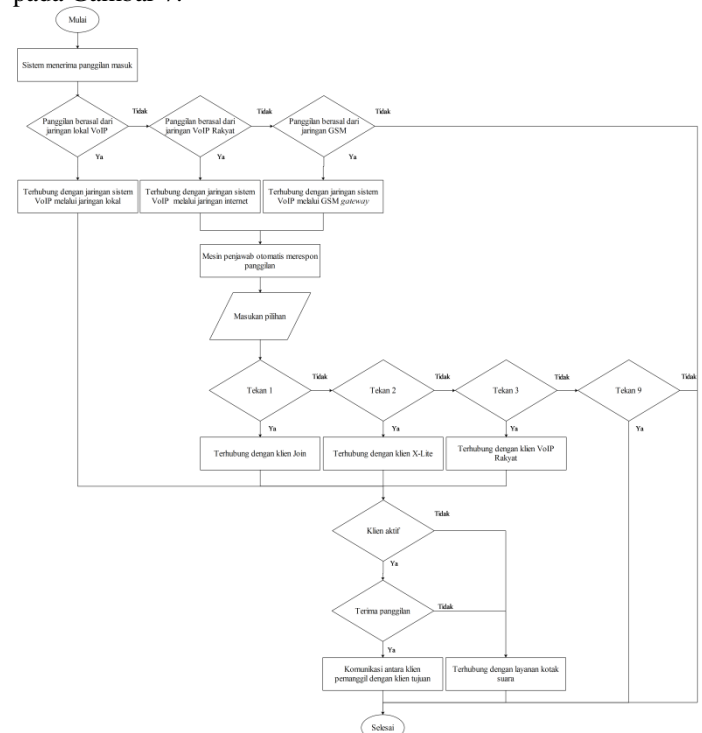 pada Gambar 7.
Mulai
Sistem menerima panggilan masuk
Panggilan berasal dari
jaringan lokal VoIP
Tidak
Ya
Panggilan berasal dari
jaringan VoIP Rakyat
Tidak
Ya
Panggilan berasal dari
jaringan GSM
Tidak
Ya
Terhubung dengan jaringan sistem
VoIP melalui jaringan lokal
Terhubung dengan jaringan sistem
VoIP melalui jaringan internet
Terhubung dengan jaringan sistem
VoIP melaui GSM gateway
Mesin penjawab otomatis merespon
panggilan
Masukan pilihan
Tekan 1
Tidak
Ya
Tekan 2
Tidak
Ya
Tekan 3
Tidak
Ya
Tekan 9
Tidak
Ya
Terhubung dengan klien Join
Terhubung dengan klien X-Lite
Terhubung dengan klien VoIP
Rakyat
Klien aktif
Tidak
Ya
Terima panggilan
Tidak
Ya
Komunikasi antara klien
pemanggil dengan klien tujuan
Terhubung dengan layanan kotak
suara
Selesai